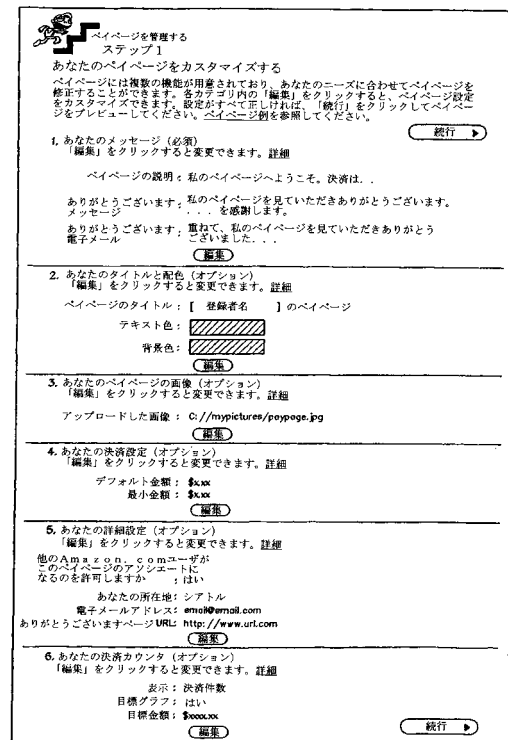 ペイページを管理する
ステップ1
あなたのペイページをカスタマイズする
ペイページには複数の機能が用意されており、あなたのニーズに合わせてペイページを
修正することができます。各カテゴリ内の「編集」をクリックすると、ペイページ設定
をカスタマイズできます。設定がすべて正しければ、「続行」をクリックしてペイペー
ジをプレビューしてください。ペイページ例を参照してください。
続行
1. あなたのメッセージ（必須）
「編集」をクリックすると変更できます。詳細
ペイページの説明：私のペイページへようこそ。決済は．．
ありがとうございます：私のペイページを見ていただきありがとうございます。
メッセージ ．．．を感謝します。
ありがとうございます：重ねて、私のペイページを見ていただきありがとう
電子メール ございました．．．
編集
2. あなたのタイトルと配色（オプション）
「編集」をクリックすると変更できます。詳細
ペイページのタイトル：[ 登録者名 ] のペイページ
テキスト色：
背景色：
編集
3. あなたのペイページの画像（オプション）
「編集」をクリックすると変更できます。詳細
アップロードした画像：C://mypictures/paypage.jpg
編集
4. あなたの決済設定（オプション）
「編集」をクリックすると変更できます。詳細
デフォルト金額：$x.xx
最小金額：$x.xx
編集
5. あなたの詳細設定（オプション）
「編集」をクリックすると変更できます。詳細
他のAmazon．comユーザが
このペイページのアソシエートに
なるのを許可しますか ：はい
あなたの所在地：シアトル
電子メールアドレス：email@email.com
ありがとうございますページURL：http://www.url.com
編集
6. あなたの決済カウンタ（オプション）
「編集」をクリックすると変更できます。詳細
表示：決済件数
目標グラフ：はい
目標金額：$xxxx.xx
編集
続行